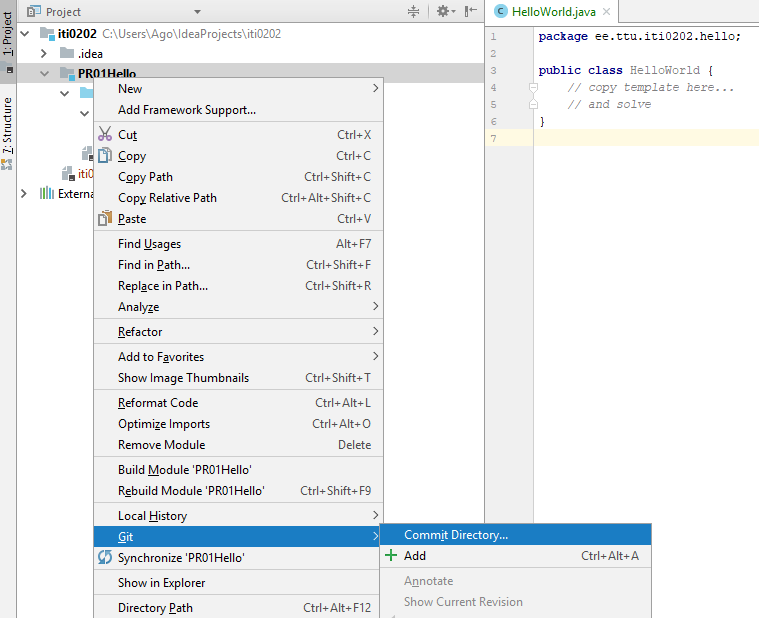 Project
HelloWorld.java
1: Project
7: Structure
iti0202 C:\Users\Ago\IdeaProjects\iti0202
.idea
PR01Hello
iti0
Externa
New
Add Framework Support...
Cut Ctrl+X
Copy Ctrl+C
Copy Path Ctrl+Shift+C
Copy Relative Path Ctrl+Alt+Shift+C
Paste Ctrl+V
Find Usages Alt+F7
Find in Path... Ctrl+Shift+F
Replace in Path... Ctrl+Shift+R
Analyze
Refactor
Add to Favorites
Show Image Thumbnails Ctrl+Shift+T
Reformat Code Ctrl+Alt+L
Optimize Imports Ctrl+Alt+O
Remove Module Delete
Build Module 'PR01Hello'
Rebuild Module 'PR01Hello' Ctrl+Shift+F9
Local History
Git
Synchronize 'PR01Hello'
Show in Explorer
Directory Path Ctrl+Alt+F12
Commit Directory...
Add Ctrl+Alt+A
Annotate
Show Current Revision
1 package ee.ttu.iti0202.hello;
2
3 public class HelloWorld {
4 // copy template here...
5 // and solve
6 }
7